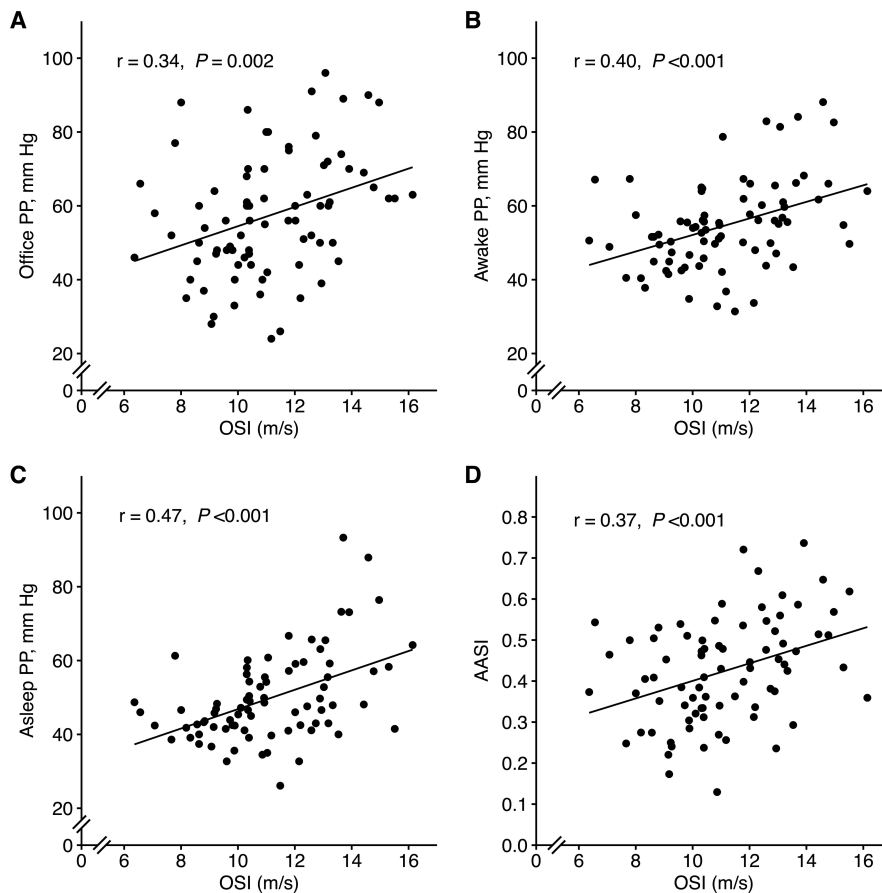 A
r = 0.34, P = 0.002
Office PP, mm Hg
100
80
60
40
20
0
0 6 8 10 12 14 16
OSI (m/s)
B
r = 0.40, P <0.001
Awake PP, mm Hg
100
80
60
40
20
0
0 6 8 10 12 14 16
OSI (m/s)
C
r = 0.47, P <0.001
Asleep PP, mm Hg
100
80
60
40
20
0
0 6 8 10 12 14 16
OSI (m/s)
D
r = 0.37, P <0.001
AASI
0.8
0.7
0.6
0.5
0.4
0.3
0.2
0.1
0.0
0 6 8 10 12 14 16
OSI (m/s)